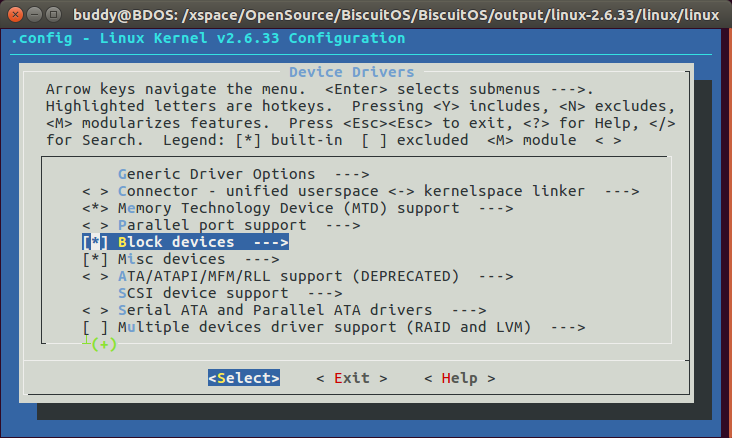 buddy@BDOS: /xspace/OpenSource/BiscuitOS/BiscuitOS/output/linux-2.6.33/linux/linux
.config - Linux Kernel v2.6.33 Configuration
Device Drivers
Arrow keys navigate the menu. <Enter> selects submenus --->.
Highlighted letters are hotkeys. Pressing <Y> includes, <N> excludes,
<M> modularizes features. Press <Esc><Esc> to exit, <?> for Help, </>
for Search. Legend: [*] built-in [ ] excluded <M> module < >
Generic Driver Options --->
< > Connector - unified userspace <-> kernelspace linker --->
<*> Memory Technology Device (MTD) support --->
< > Parallel port support --->
[*] Block devices --->
[*] Misc devices --->
< > ATA/ATAPI/MFM/RLL support (DEPRECATED) --->
SCSI device support --->
< > Serial ATA and Parallel ATA drivers --->
[ ] Multiple devices driver support (RAID and LVM) --->
(+)
<Select> < Exit > < Help >